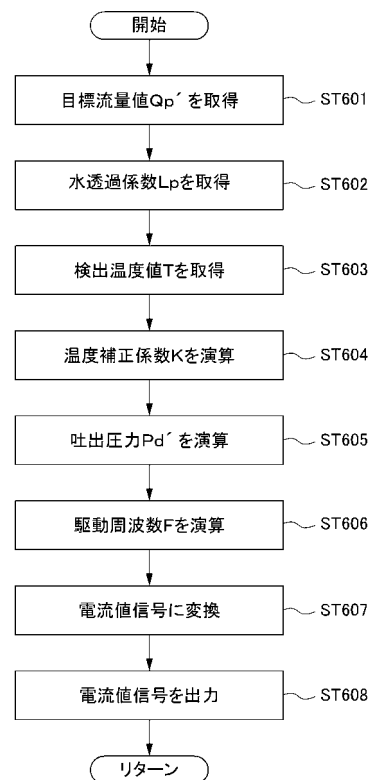 開始
目標流量値Qp´を取得
ST601
水透過係数Lpを取得
ST602
検出温度値Tを取得
ST603
温度補正係数Kを演算
ST604
吐出圧力Pd´を演算
ST605
駆動周波数Fを演算
ST606
電流値信号に変換
ST607
電流値信号を出力
ST608
リターン